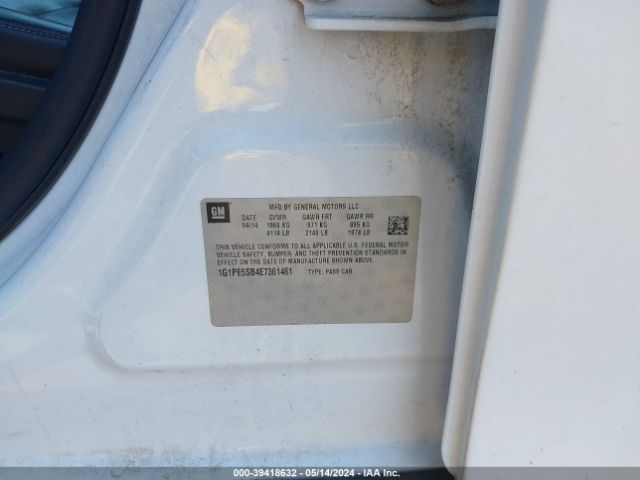 GM
MFD BY GENERAL MOTORS LLC
DATE GVWR GAWR FRT GAWR RR
04/14 1866 KG 971 KG 895 KG
4114 LB 2140 LB 1974 LB
THIS VEHICLE CONFORMS TO ALL APPLICABLE U.S. FEDERAL MOTOR
VEHICLE SAFETY, BUMPER, AND THEFT PREVENTION STANDARDS IN
EFFECT ON THE DATE OF MANUFACTURE SHOWN ABOVE.
1G1PE5SB4E7361461 TYPE: PASS CAR
000-39418632 - 05/14/2024 - IAA Inc.